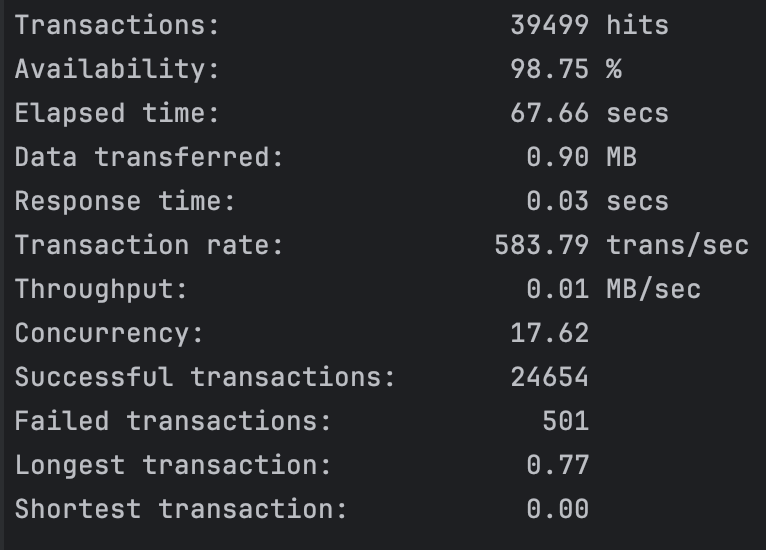 Transactions: 39499 hits
Availability: 98.75 %
Elapsed time: 67.66 secs
Data transferred: 0.90 MB
Response time: 0.03 secs
Transaction rate: 583.79 trans/sec
Throughput: 0.01 MB/sec
Concurrency: 17.62
Successful transactions: 24654
Failed transactions: 501
Longest transaction: 0.77
Shortest transaction: 0.00